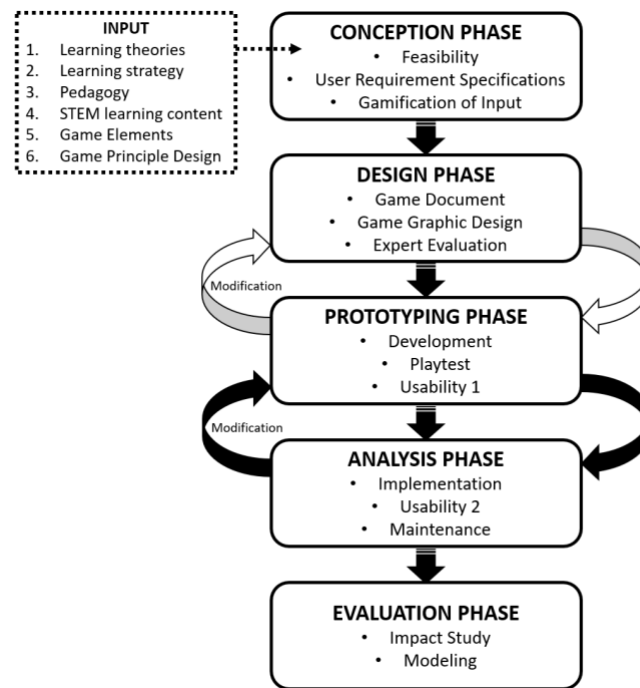 INPUT
1. Learning theories
2. Learning strategy
3. Pedagogy
4. STEM learning content
5. Game Elements
6. Game Principle Design
CONCEPTION PHASE
• Feasibility
• User Requirement Specifications
• Gamification of Input
DESIGN PHASE
• Game Document
• Game Graphic Design
• Expert Evaluation
Modification
PROTOTYPING PHASE
• Development
• Playtest
• Usability 1
Modification
ANALYSIS PHASE
• Implementation
• Usability 2
• Maintenance
EVALUATION PHASE
• Impact Study
• Modeling